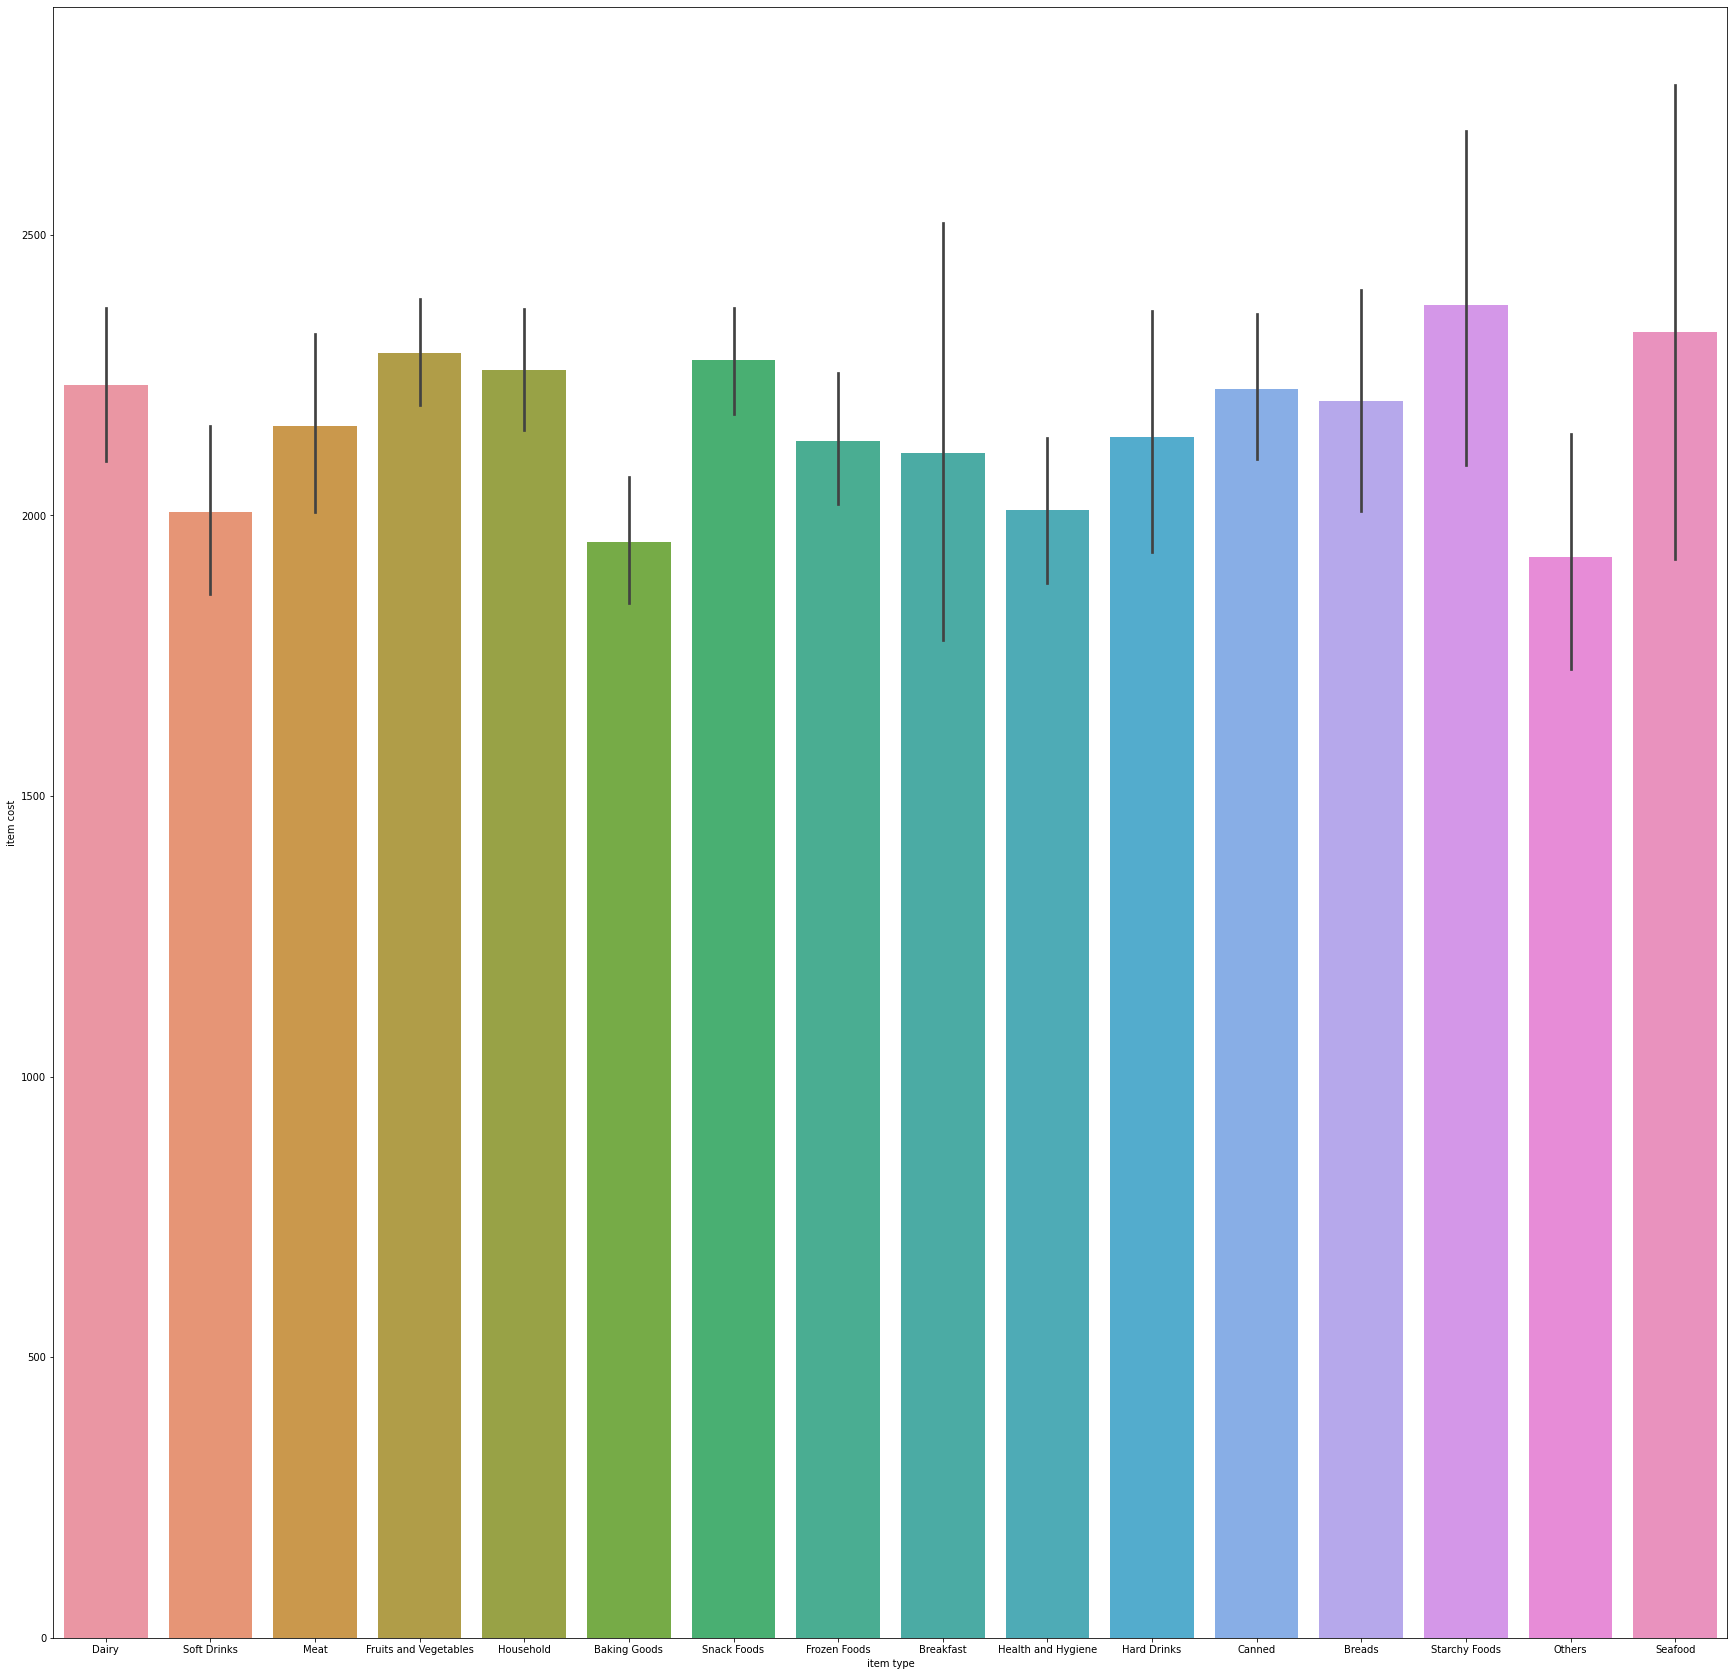 2500
2000
1500
1000
500
0
item cost
Dairy Soft Drinks Meat Fruits and Vegetables Household Baking Goods Snack Foods Frozen Foods Breakfast Health and Hygiene Hard Drinks Canned Breads Starchy Foods Others Seafood
item type